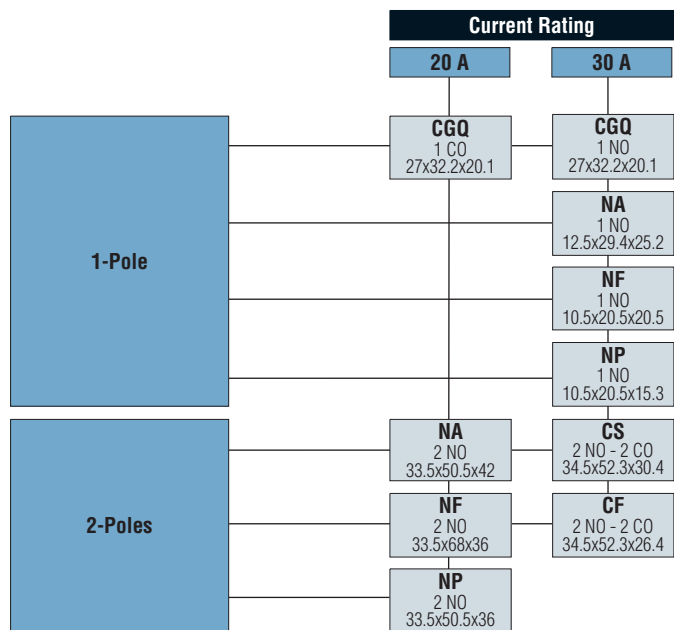 Current Rating
20 A
30 A
1-Pole
CGQ
1 CO
27x32.2x20.1
CGQ
1 NO
27x32.2x20.1
NA
1 NO
12.5x29.4x25.2
NF
1 NO
10.5x20.5x20.5
NP
1 NO
10.5x20.5x15.3
2-Poles
NA
2 NO
33.5x50.5x42
CS
2 NO - 2 CO
34.5x52.3x30.4
NF
2 NO
33.5x68x36
CF
2 NO - 2 CO
34.5x52.3x26.4
NP
2 NO
33.5x50.5x36